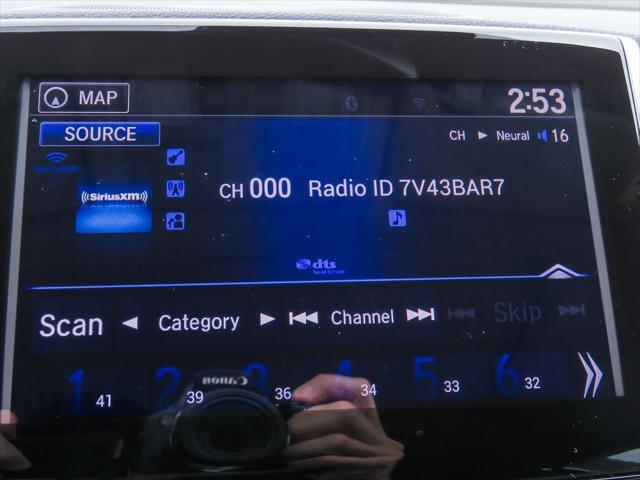 MAP
2:53
SOURCE
CH ► Neural 16
SiriusXM
((SiriusXM))
CH 000 Radio ID 7V43BAR7
dts
Scan ◄ Category ► Channel Skip
1 41 2 39 3 36 4 34 5 33 6 32
Canon